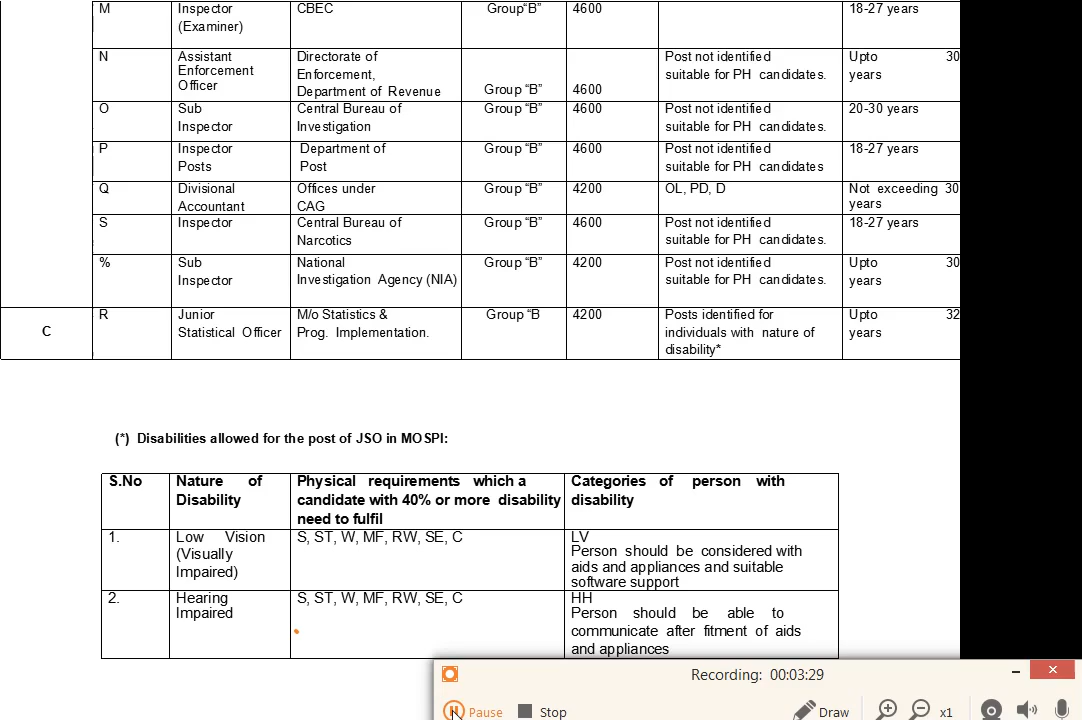 M Inspector CBEC Group“B” 4600 18-27 years
(Examiner)
N Assistant Directorate of Post not identified Upto 30
Enforcement Enforcement, suitable for PH candidates. years
Officer Department of Revenue Group “B” 4600
O Sub Central Bureau of Group “B” 4600 Post not identified 20-30 years
Inspector Investigation suitable for PH candidates.
P Inspector Department of Group “B” 4600 Post not identified 18-27 years
Posts Post suitable for PH candidates
Q Divisional Offices under Group “B” 4200 OL, PD, D Not exceeding 30
Accountant CAG years
S Inspector Central Bureau of Group “B” 4600 Post not identified 18-27 years
Narcotics suitable for PH candidates.
% Sub National Group “B” 4200 Post not identified Upto 30
Inspector Investigation Agency (NIA) suitable for PH candidates. years
C R Junior M/o Statistics & Group “B 4200 Posts identified for Upto 32
Statistical Officer Prog. Implementation. individuals with nature of years
disability*
(*) Disabilities allowed for the post of JSO in MOSPI:
S.No Nature of Physical requirements which a Categories of person with
Disability candidate with 40% or more disability disability
need to fulfil
1. Low Vision S, ST, W, MF, RW, SE, C LV
(Visually Person should be considered with
Impaired) aids and appliances and suitable
software support
2. Hearing S, ST, W, MF, RW, SE, C HH
Impaired Person should be able to
communicate after fitment of aids
and appliances
Recording: 00:03:29
Pause Stop Draw x1